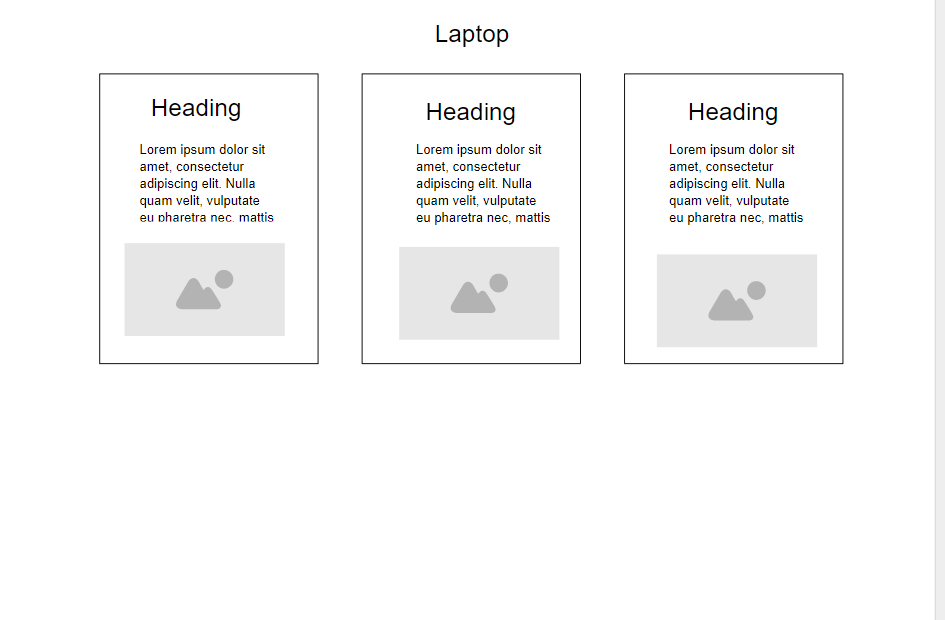 Laptop
Heading
Lorem ipsum dolor sit
amet, consectetur
adipiscing elit. Nulla
quam velit, vulputate
eu pharetra nec, mattis
Heading
Lorem ipsum dolor sit
amet, consectetur
adipiscing elit. Nulla
quam velit, vulputate
eu pharetra nec, mattis
Heading
Lorem ipsum dolor sit
amet, consectetur
adipiscing elit. Nulla
quam velit, vulputate
eu pharetra nec, mattis